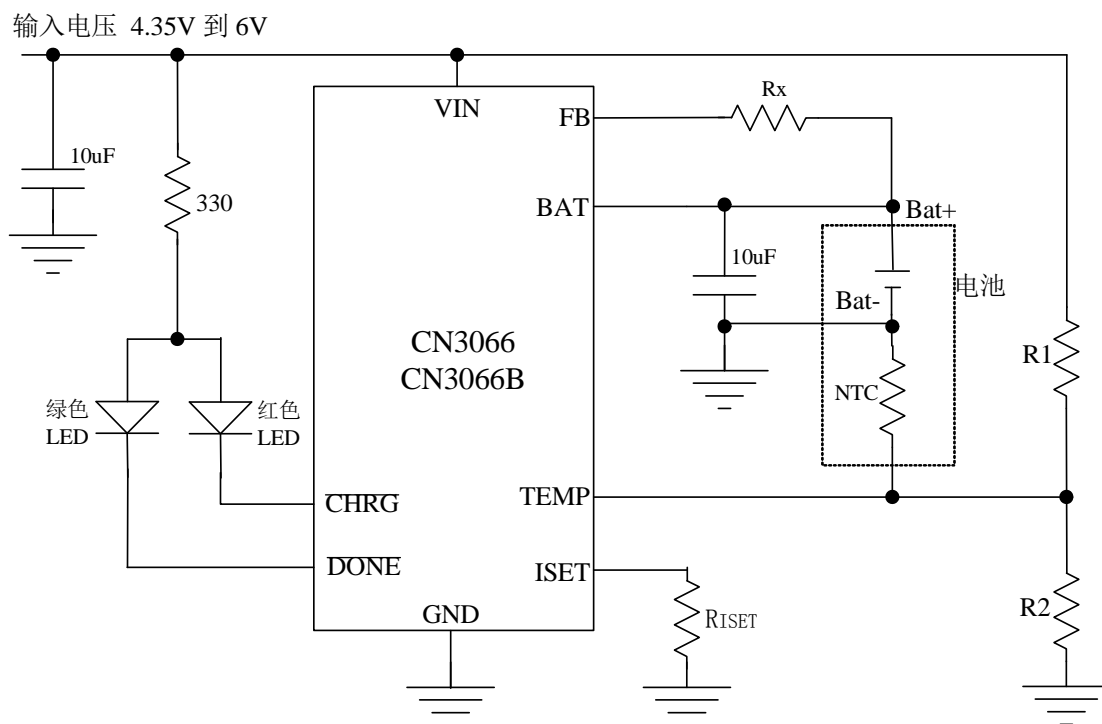 输入电压 4.35V 到 6V
VIN
FB
Rx
10uF
330
BAT
Bat+
10uF
Bat-
电池
CN3066
CN3066B
R1
NTC
绿色
LED
红色
LED
CHRG
TEMP
DONE
ISET
RISET
R2
GND